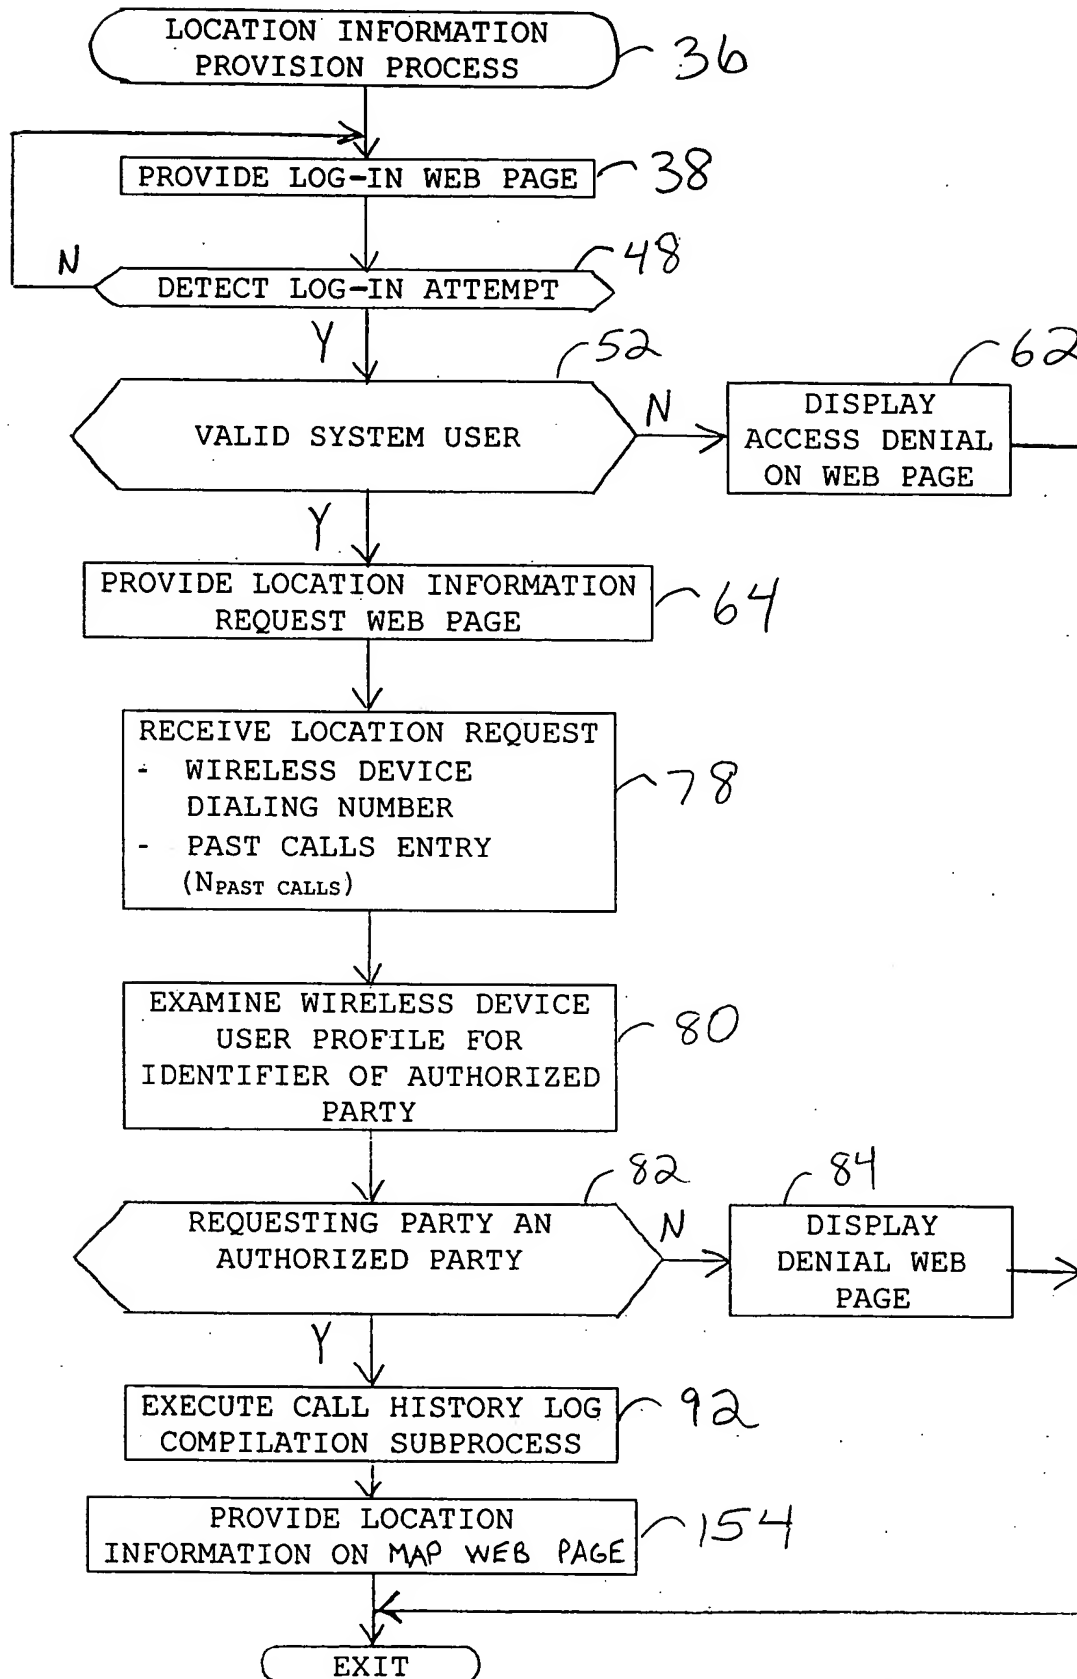 LOCATION INFORMATION
PROVISION PROCESS
36
PROVIDE LOG-IN WEB PAGE
38
N
DETECT LOG-IN ATTEMPT
48
Y
52
VALID SYSTEM USER
N
62
DISPLAY
ACCESS DENIAL
ON WEB PAGE
Y
PROVIDE LOCATION INFORMATION
REQUEST WEB PAGE
64
RECEIVE LOCATION REQUEST
- WIRELESS DEVICE
DIALING NUMBER
- PAST CALLS ENTRY
(NPAST CALLS)
78
EXAMINE WIRELESS DEVICE
USER PROFILE FOR
IDENTIFIER OF AUTHORIZED
PARTY
80
82
REQUESTING PARTY AN
AUTHORIZED PARTY
N
84
DISPLAY
DENIAL WEB
PAGE
Y
EXECUTE CALL HISTORY LOG
COMPILATION SUBPROCESS
92
PROVIDE LOCATION
INFORMATION ON MAP WEB PAGE
154
EXIT